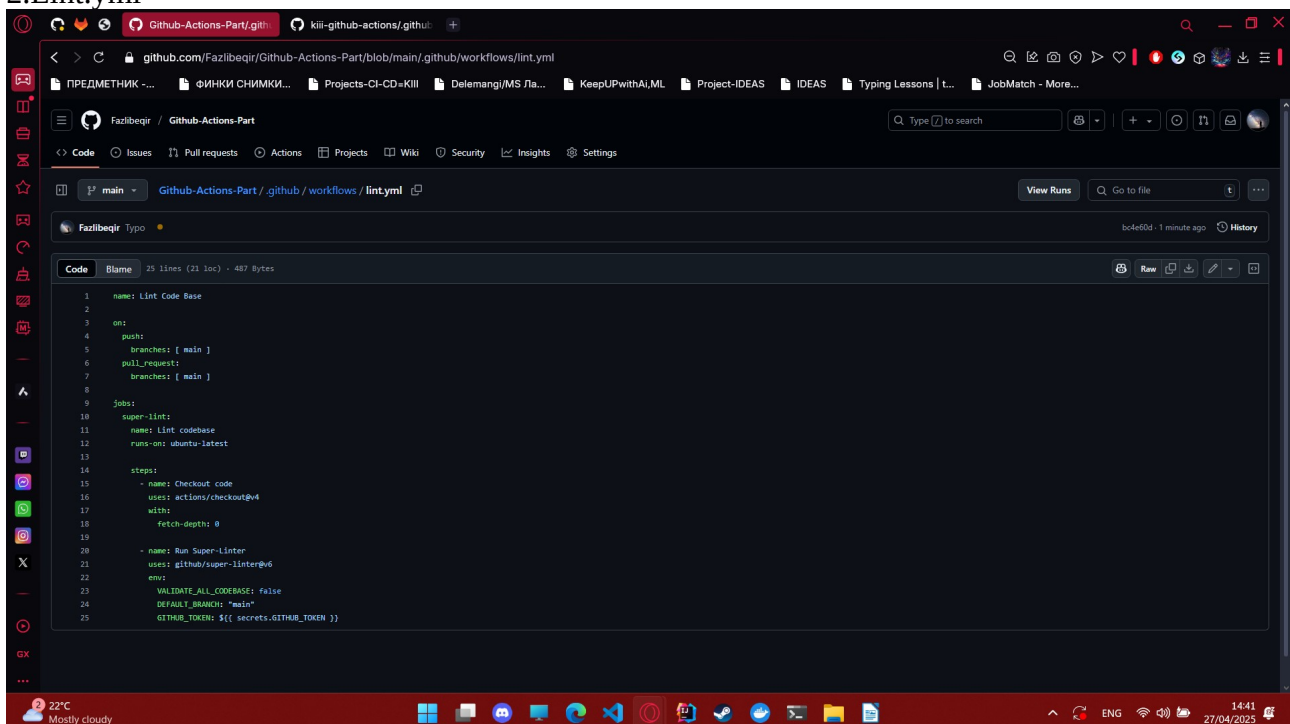 2.Lint.yml
Github-Actions-Part/.gith
kiii-github-actions/.github
github.com/Fazlibeqir/Github-Actions-Part/blob/main/.github/workflows/lint.yml
ПРЕДМЕТНИК -...
ФИНКИ СНИМКИ...
Projects-CI-CD=KIII
Delemangi/MS Ла...
KeepUPwithAi,ML
Project-IDEAS
IDEAS
Typing Lessons | t...
JobMatch - More...
Fazlibeqir / Github-Actions-Part
Type / to search
Code Issues Pull requests Actions Projects Wiki Security Insights Settings
main
Github-Actions-Part / .github / workflows / lint.yml
View Runs
Go to file
t
Fazlibeqir Typo
bc4e60d · 1 minute ago
History
Code Blame 25 lines (21 loc) · 487 Bytes
Raw
1 name: Lint Code Base
2
3 on:
4 push:
5 branches: [ main ]
6 pull_request:
7 branches: [ main ]
8
9 jobs:
10 super-lint:
11 name: Lint codebase
12 runs-on: ubuntu-latest
13
14 steps:
15 - name: Checkout code
16 uses: actions/checkout@v4
17 with:
18 fetch-depth: 0
19
20 - name: Run Super-Linter
21 uses: github/super-linter@v6
22 env:
23 VALIDATE_ALL_CODEBASE: false
24 DEFAULT_BRANCH: "main"
25 GITHUB_TOKEN: ${{ secrets.GITHUB_TOKEN }}
GX
2
22°C
Mostly cloudy
ENG
14:41
27/04/2025